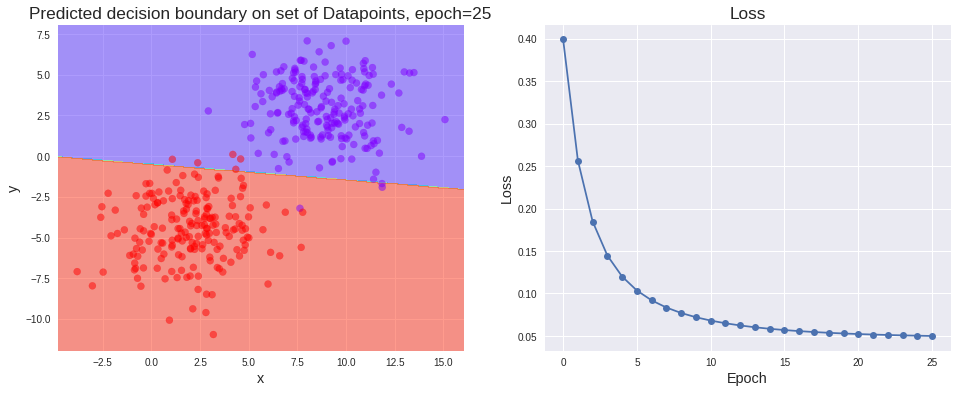 Predicted decision boundary on set of Datapoints, epoch=25
7.5
5.0
2.5
0.0
−2.5
−5.0
−7.5
−10.0
y
−2.5 0.0 2.5 5.0 7.5 10.0 12.5 15.0
x
Loss
0.40
0.35
0.30
0.25
0.20
0.15
0.10
0.05
Loss
0 5 10 15 20 25
Epoch